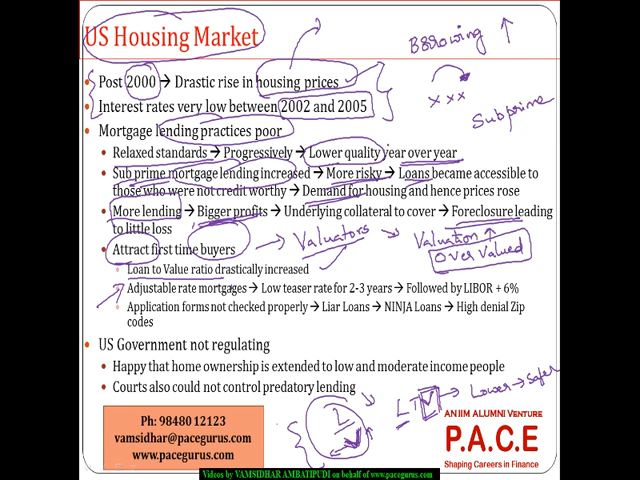 US Housing Market
Borrowing ↑
• Post 2000 → Drastic rise in housing prices
x x x
Subprime
• Interest rates very low between 2002 and 2005
• Mortgage lending practices poor
• Relaxed standards → Progressively → Lower quality year over year
• Sub prime mortgage lending increased → More risky → Loans became accessible to
those who were not credit worthy → Demand for housing and hence prices rose
• More lending → Bigger profits → Underlying collateral to cover → Foreclosure leading
to little loss
• Attract first time buyers → Valuators → Valuation ↑
Over Valued
• Loan to Value ratio drastically increased
• Adjustable rate mortgages → Low teaser rate for 2-3 years → Followed by LIBOR + 6%
• Application forms not checked properly → Liar Loans → NINJA Loans → High denial Zip
codes
• US Government not regulating
• Happy that home ownership is extended to low and moderate income people
• Courts also could not control predatory lending
L
LTV → Lower → Safer
Ph: 98480 12123
vamsidhar@pacegurus.com
www.pacegurus.com
AN IIM ALUMNI VENTURE
P.A.C.E
Shaping Careers in Finance
Videos by VAMSIDHAR AMBATIPUDI on behalf of www.pacegurus.com